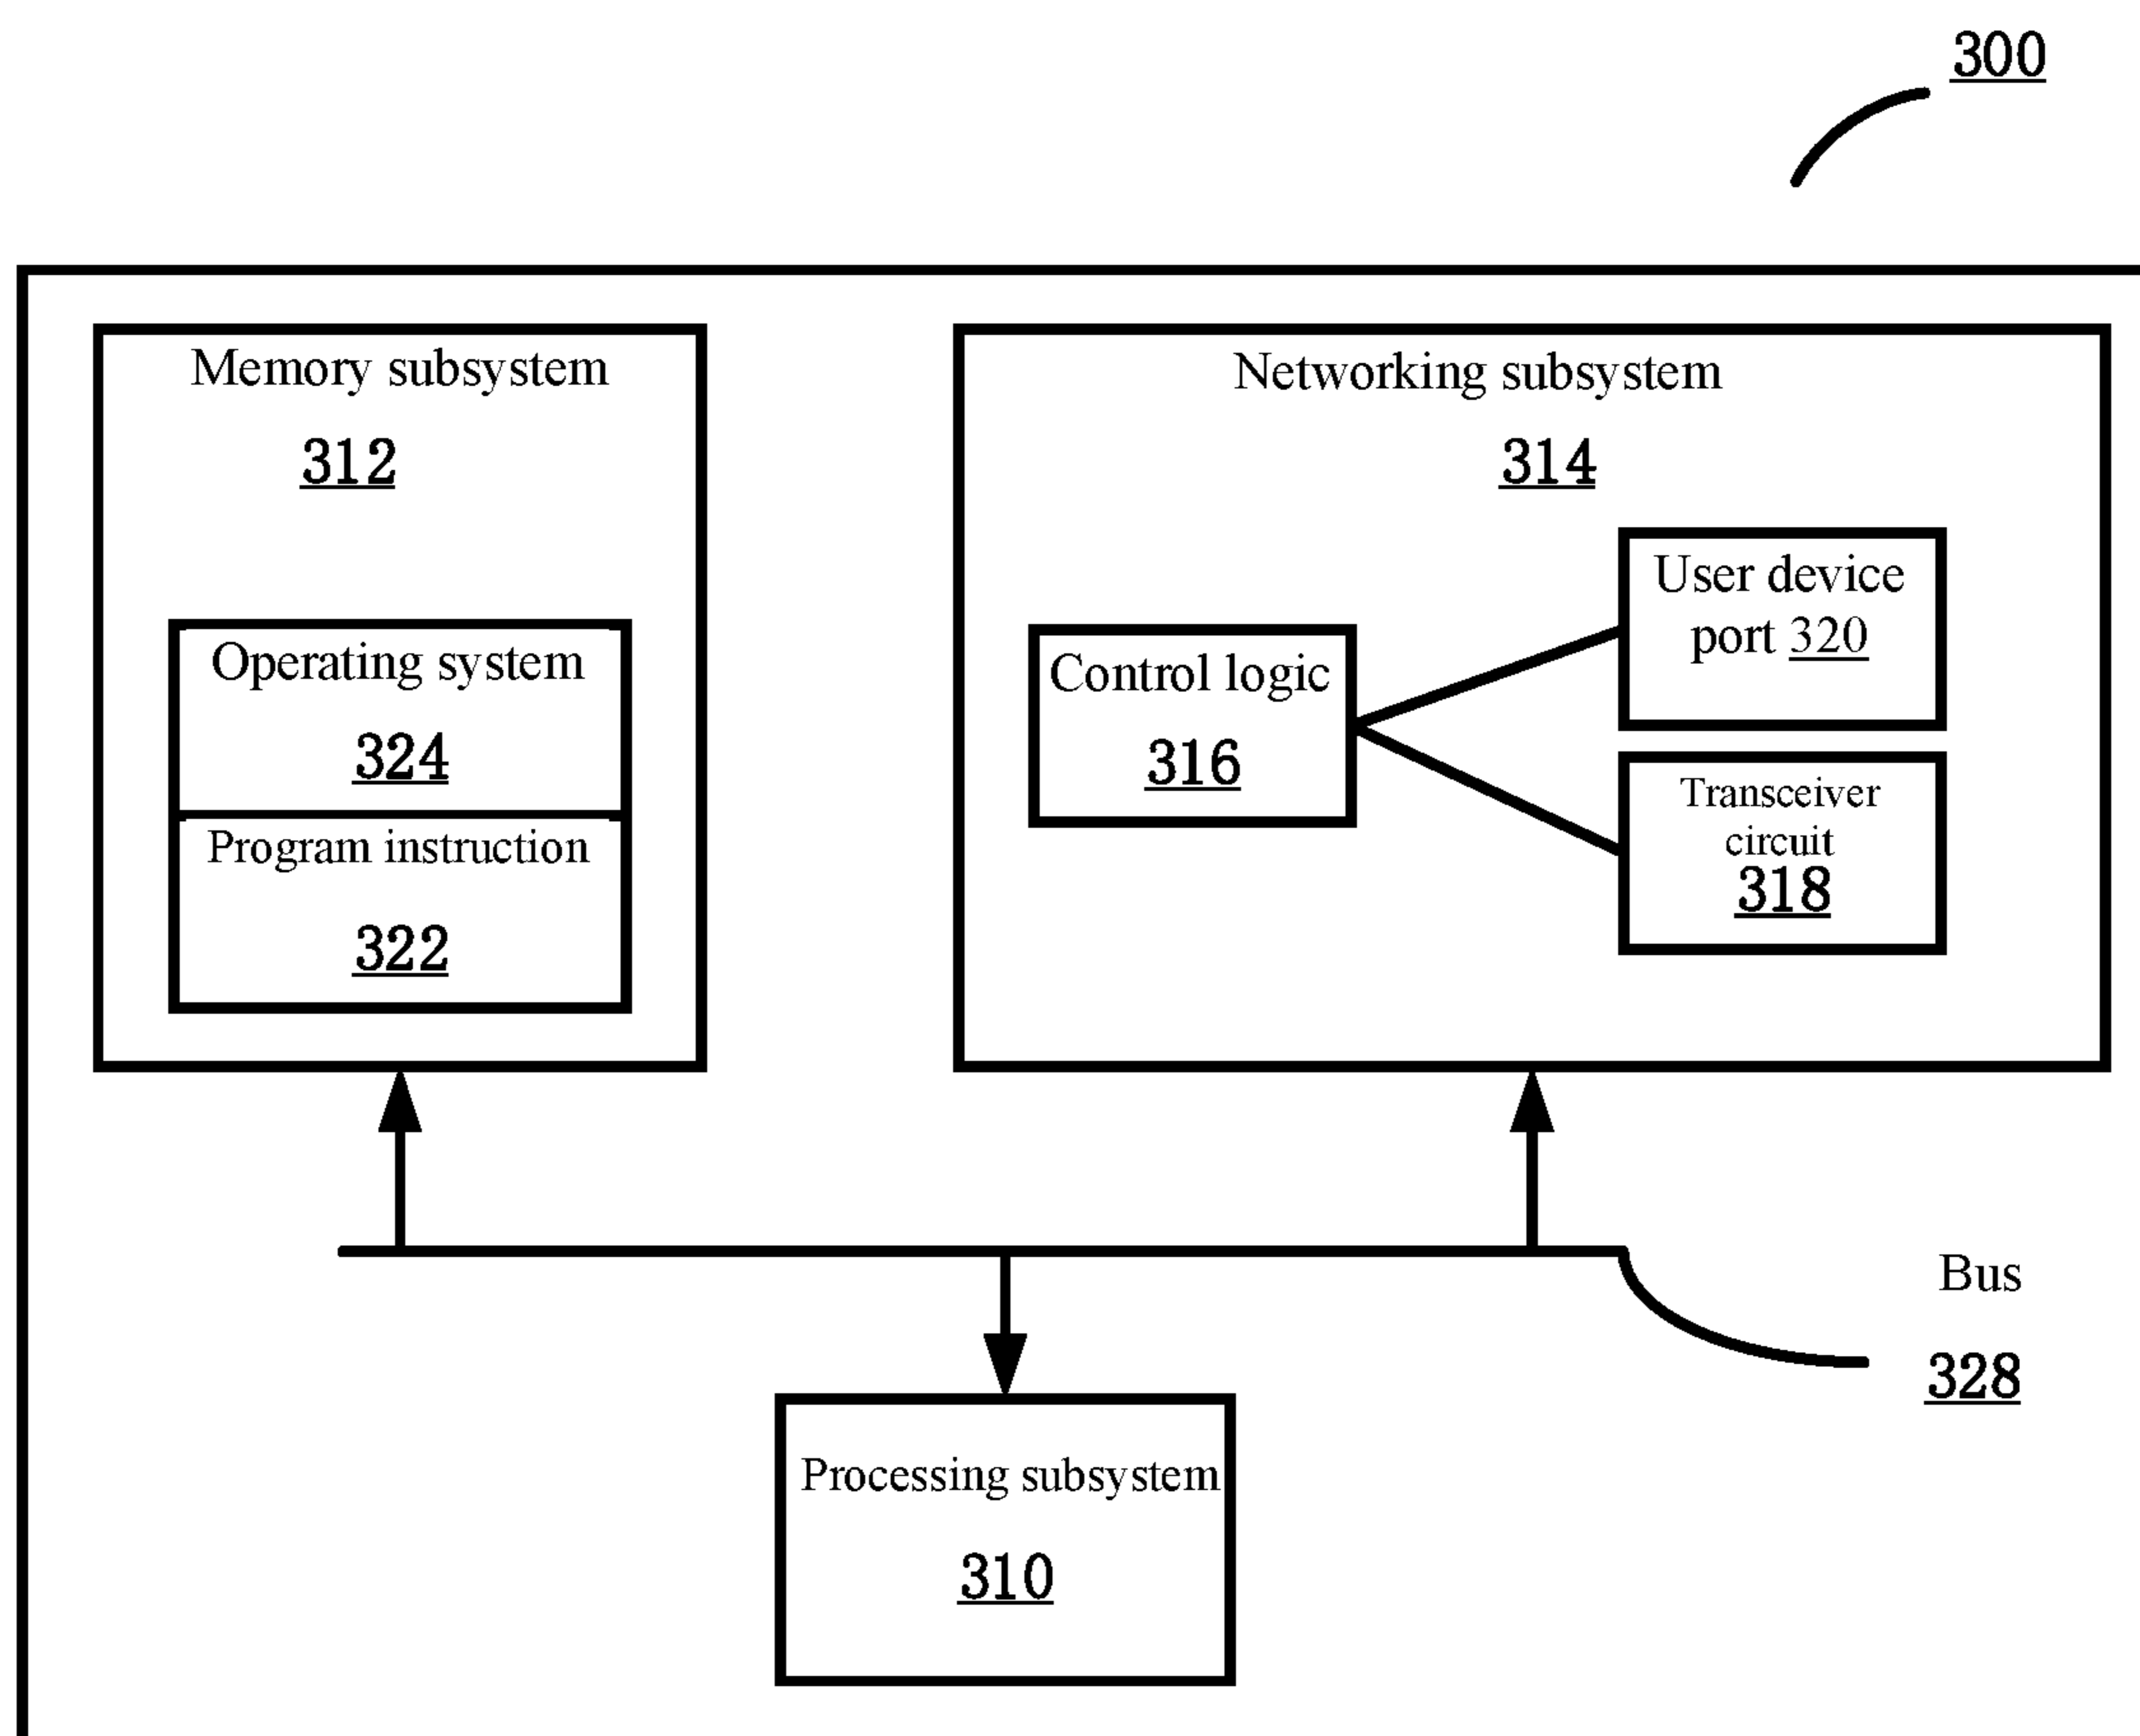 300
Memory subsystem
312
Operating system
324
Program instruction
322
Networking subsystem
314
Control logic
316
User device
port 320
Transceiver
circuit
318
Bus
328
Processing subsystem
310